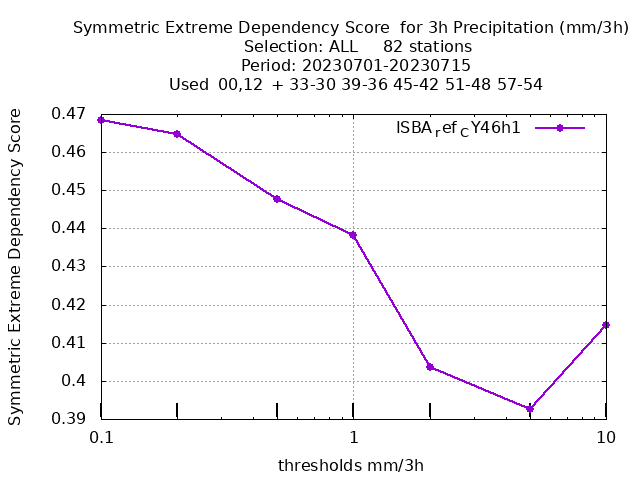 Symmetric Extreme Dependency Score  for 3h Precipitation (mm/3h)
Selection: ALL     82 stations
Period: 20230701-20230715
Used  00,12  + 33-30 39-36 45-42 51-48 57-54
ISBA_ref_CY46h1
Symmetric Extreme Dependency Score
0.47
0.46
0.45
0.44
0.43
0.42
0.41
0.4
0.39
0.1
1
10
thresholds mm/3h